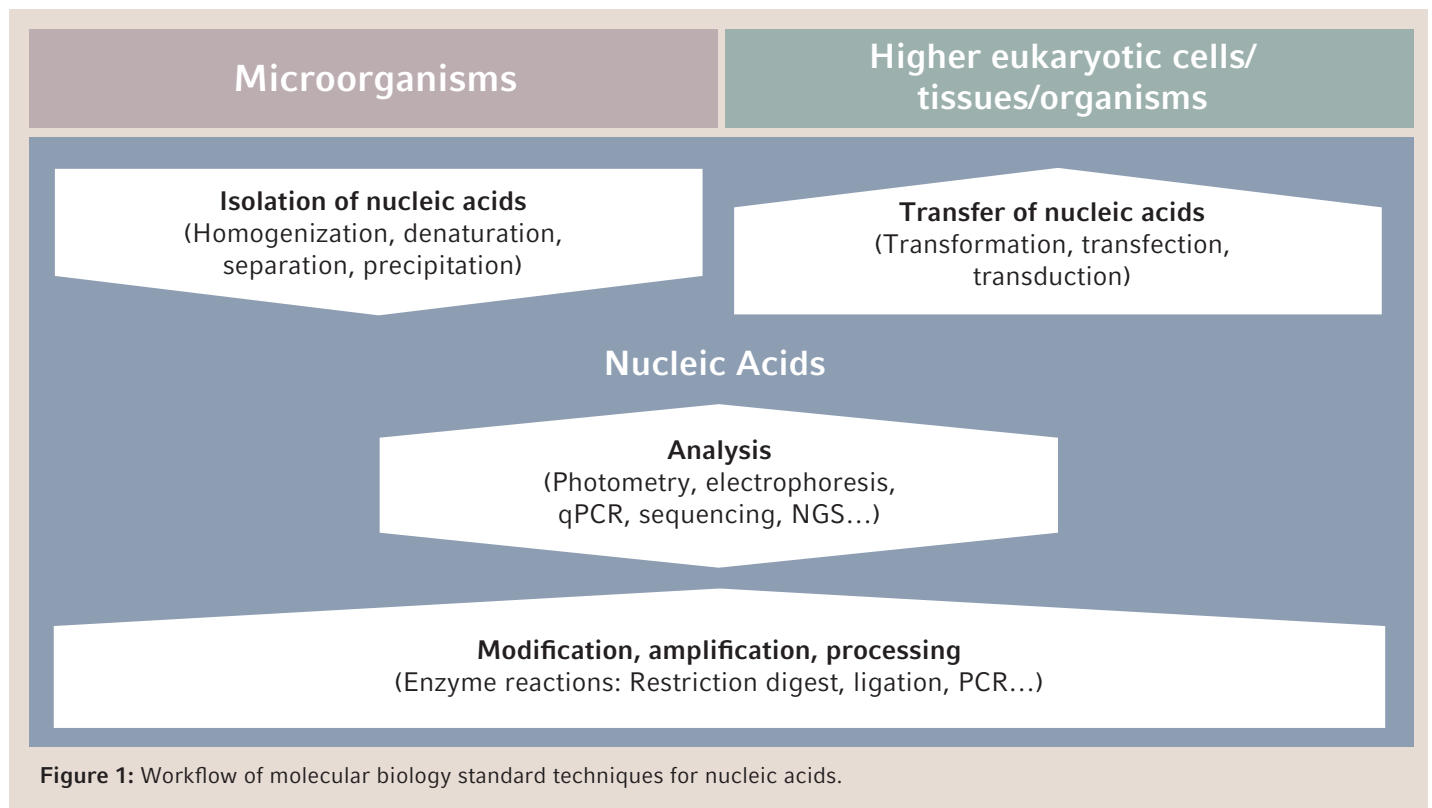 Microorganisms
Higher eukaryotic cells/
tissues/organisms
Isolation of nucleic acids
(Homogenization, denaturation,
separation, precipitation)
Transfer of nucleic acids
(Transformation, transfection,
transduction)
Nucleic Acids
Analysis
(Photometry, electrophoresis,
qPCR, sequencing, NGS…)
Modification, amplification, processing
(Enzyme reactions: Restriction digest, ligation, PCR…)
Figure 1: Workflow of molecular biology standard techniques for nucleic acids.